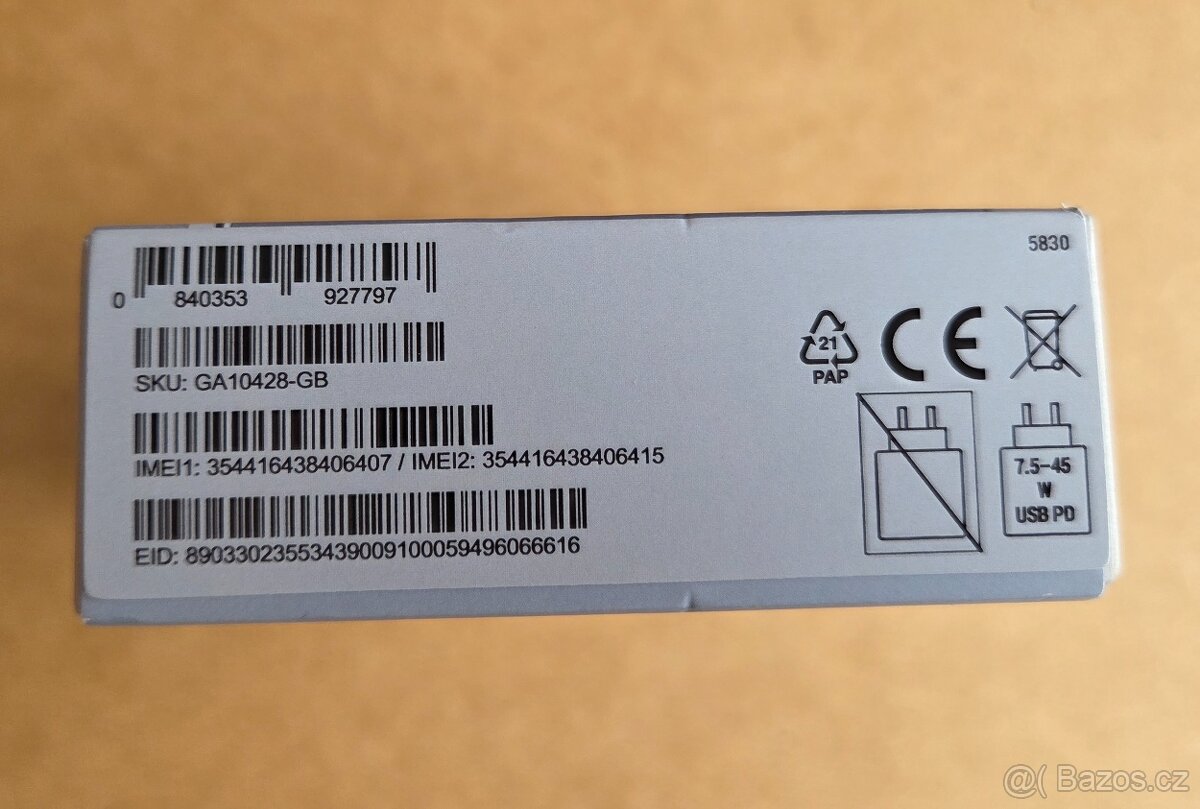 5830
0 840353 927797
SKU: GA10428-GB
IMEI1: 354416438406407 / IMEI2: 354416438406415
EID: 89033023553439009100059496066616
21
PAP
CE
7.5–45
W
USB PD
@( Bazos.cz